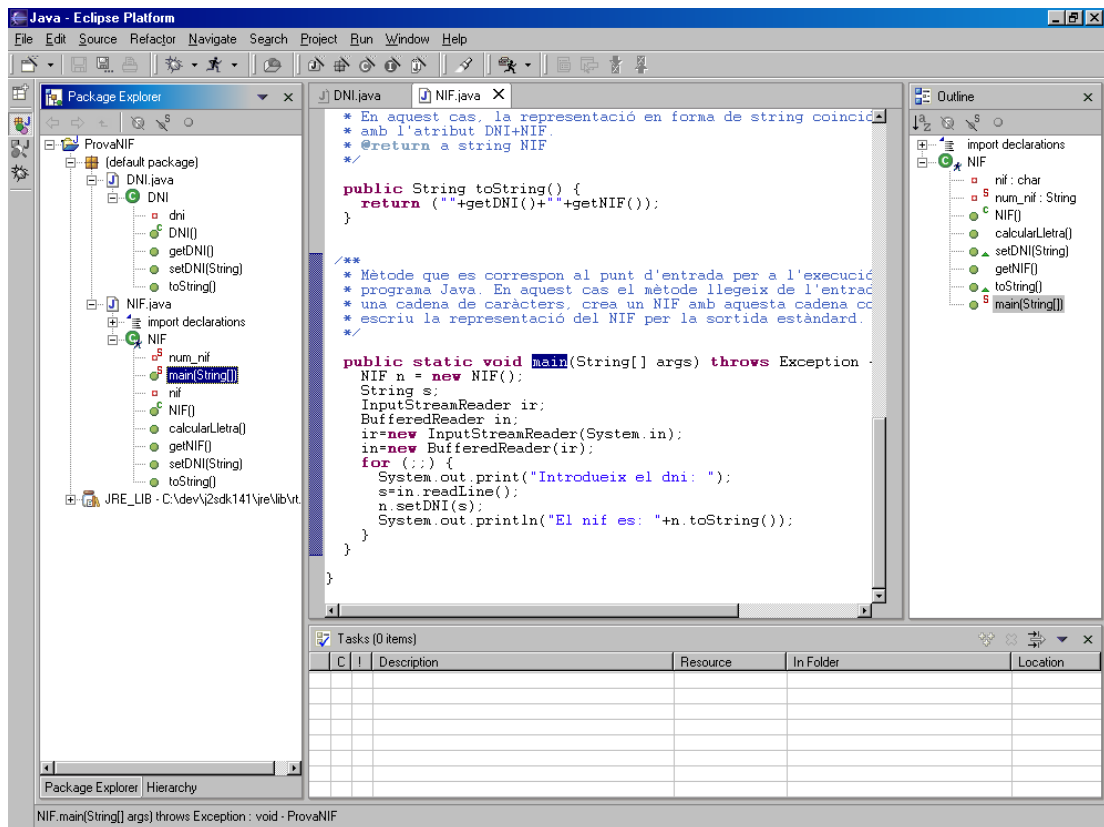 Java - Eclipse Platform
File Edit Source Refactor Navigate Search Project Run Window Help
Package Explorer
ProvaNIF
(default package)
DNI.java
DNI
dni
DNI()
getDNI()
setDNI(String)
toString()
NIF.java
import declarations
NIF
num_nif
main(String[])
nif
NIF()
calcularLletra()
getNIF()
setDNI(String)
toString()
JRE_LIB - C:\dev\j2sdk141\jre\lib\rt.
Package Explorer Hierarchy
DNI.java NIF.java
* En aquest cas, la representació en forma de string coincid
* amb l'atribut DNI+NIF.
* @return a string NIF
*/
public String toString() {
return (""+getDNI()+""+getNIF());
}
/**
* Mètode que es correspon al punt d'entrada per a l'execució
* programa Java. En aquest cas el mètode llegeix de l'entrad
* una cadena de caràcters, crea un NIF amb aquesta cadena co
* escriu la representació del NIF per la sortida estàndard.
*/
public static void main(String[] args) throws Exception
NIF n = new NIF();
String s;
InputStreamReader ir;
BufferedReader in;
ir=new InputStreamReader(System.in);
in=new BufferedReader(ir);
for (;;) {
System.out.print("Introdueix el dni: ");
s=in.readLine();
n.setDNI(s);
System.out.println("El nif es: "+n.toString());
}
}
}
Outline
import declarations
NIF
nif : char
num_nif : String
NIF()
calcularLletra()
setDNI(String)
getNIF()
toString()
main(String[])
Tasks (0 items)
C ! Description Resource In Folder Location
NIF.main(String[] args) throws Exception : void - ProvaNIF